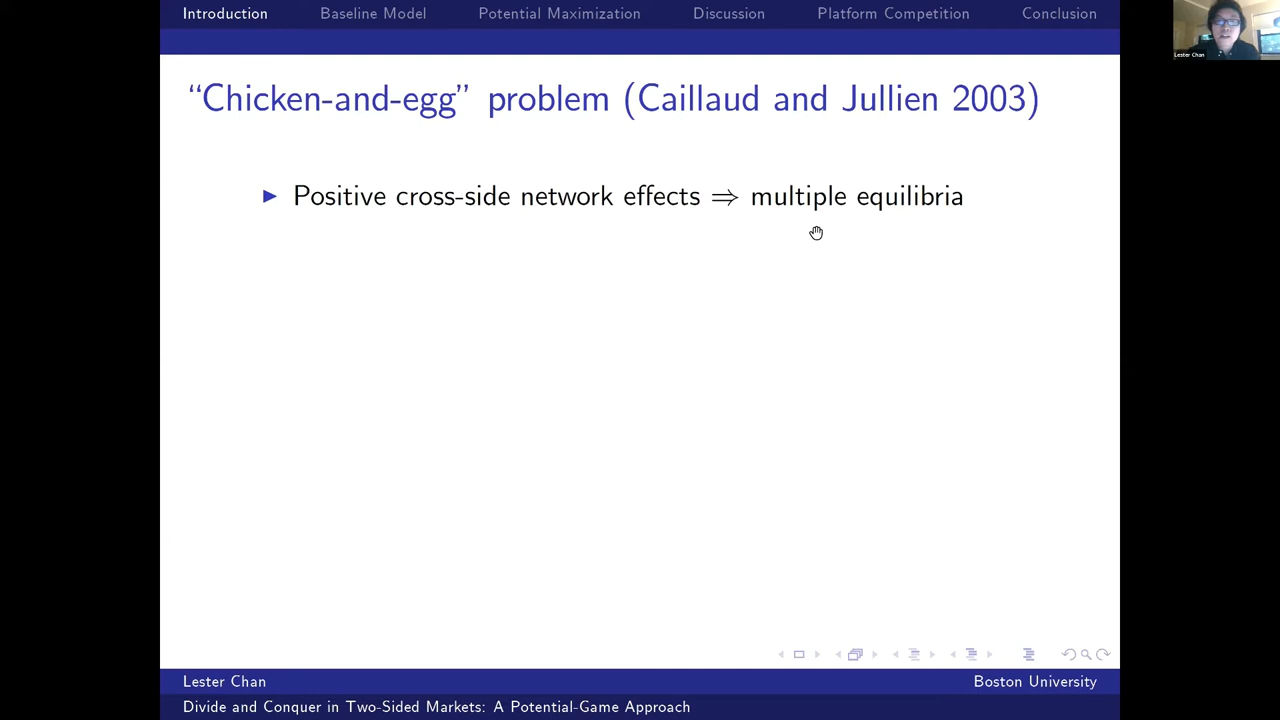 Introduction Baseline Model Potential Maximization Discussion Platform Competition Conclusion
Lester Chan
“Chicken-and-egg” problem (Caillaud and Jullien 2003)
▶ Positive cross-side network effects ⇒ multiple equilibria
Lester Chan Boston University
Divide and Conquer in Two-Sided Markets: A Potential-Game Approach